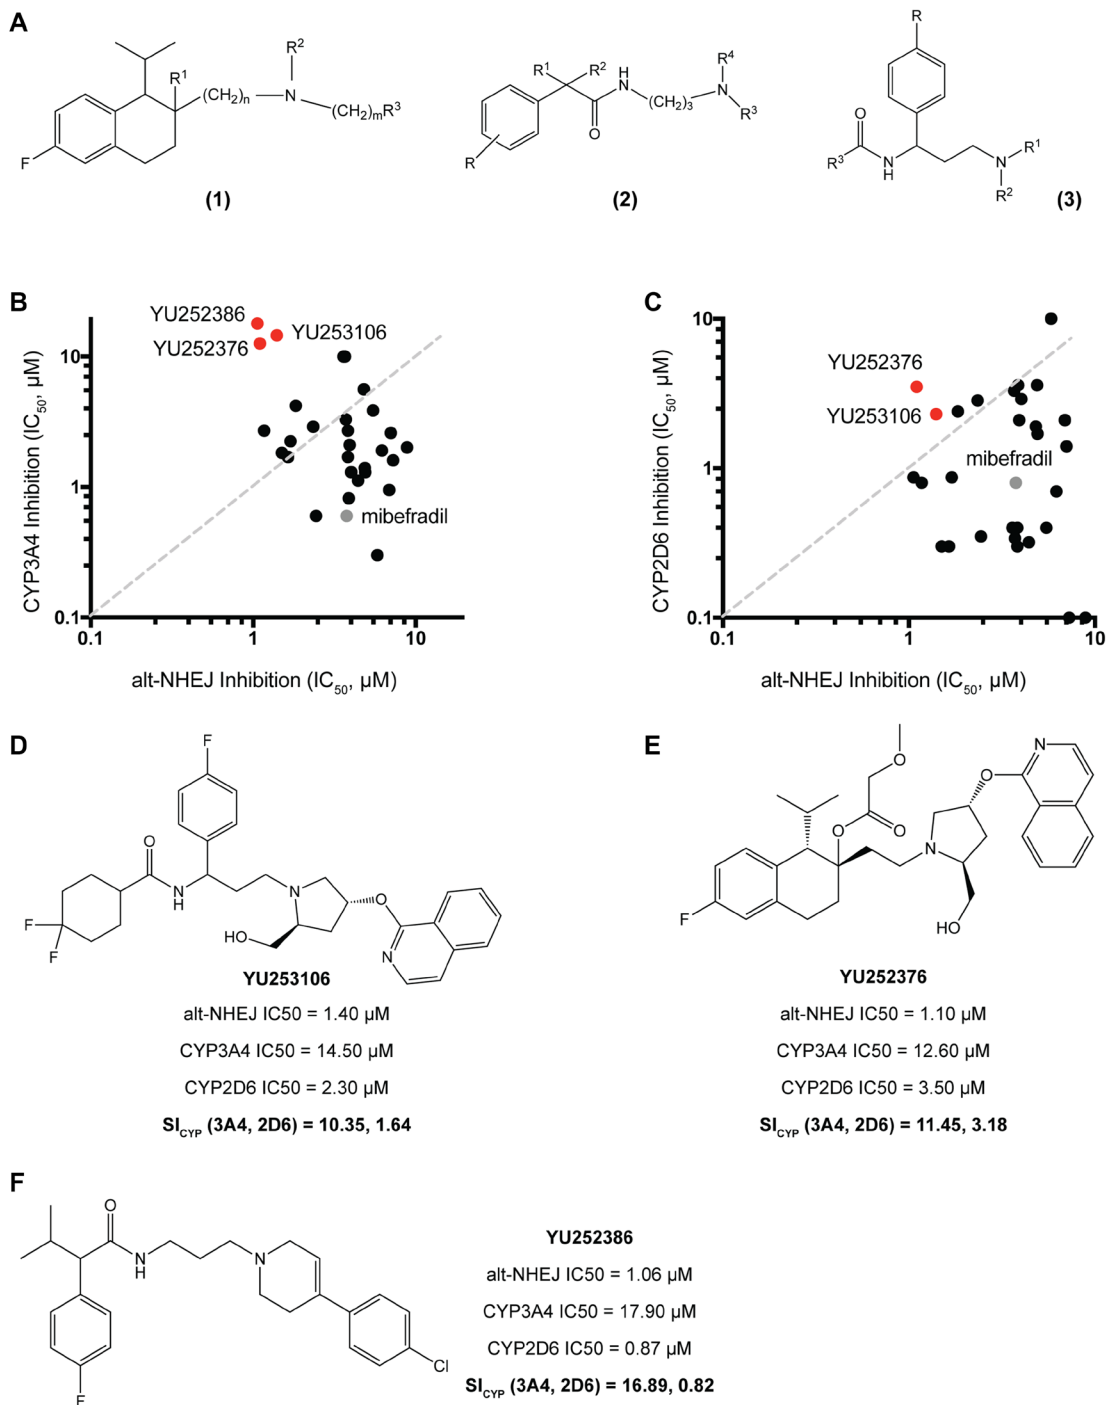 A
R²
R¹
(CH₂)ₙ
N
(CH₂)ₘR³
F
(1)
R¹
R²
H
N
R⁴
N
(CH₂)₃
R³
O
R
(2)
R
O
R³
N
H
N
R¹
R²
(3)
B
YU252386
YU253106
YU252376
mibefradil
CYP3A4 Inhibition (IC₅₀, µM)
10
1
0.1
0.1
1
10
alt-NHEJ Inhibition (IC₅₀, µM)
C
YU252376
YU253106
mibefradil
CYP2D6 Inhibition (IC₅₀, µM)
10
1
0.1
0.1
1
10
alt-NHEJ Inhibition (IC₅₀, µM)
D
F
O
N
H
N
O
HO
N
F
F
YU253106
alt-NHEJ IC50 = 1.40 µM
CYP3A4 IC50 = 14.50 µM
CYP2D6 IC50 = 2.30 µM
SI_CYP (3A4, 2D6) = 10.35, 1.64
E
O
N
O
O
O
N
F
HO
YU252376
alt-NHEJ IC50 = 1.10 µM
CYP3A4 IC50 = 12.60 µM
CYP2D6 IC50 = 3.50 µM
SI_CYP (3A4, 2D6) = 11.45, 3.18
F
O
N
H
N
F
Cl
YU252386
alt-NHEJ IC50 = 1.06 µM
CYP3A4 IC50 = 17.90 µM
CYP2D6 IC50 = 0.87 µM
SI_CYP (3A4, 2D6) = 16.89, 0.82